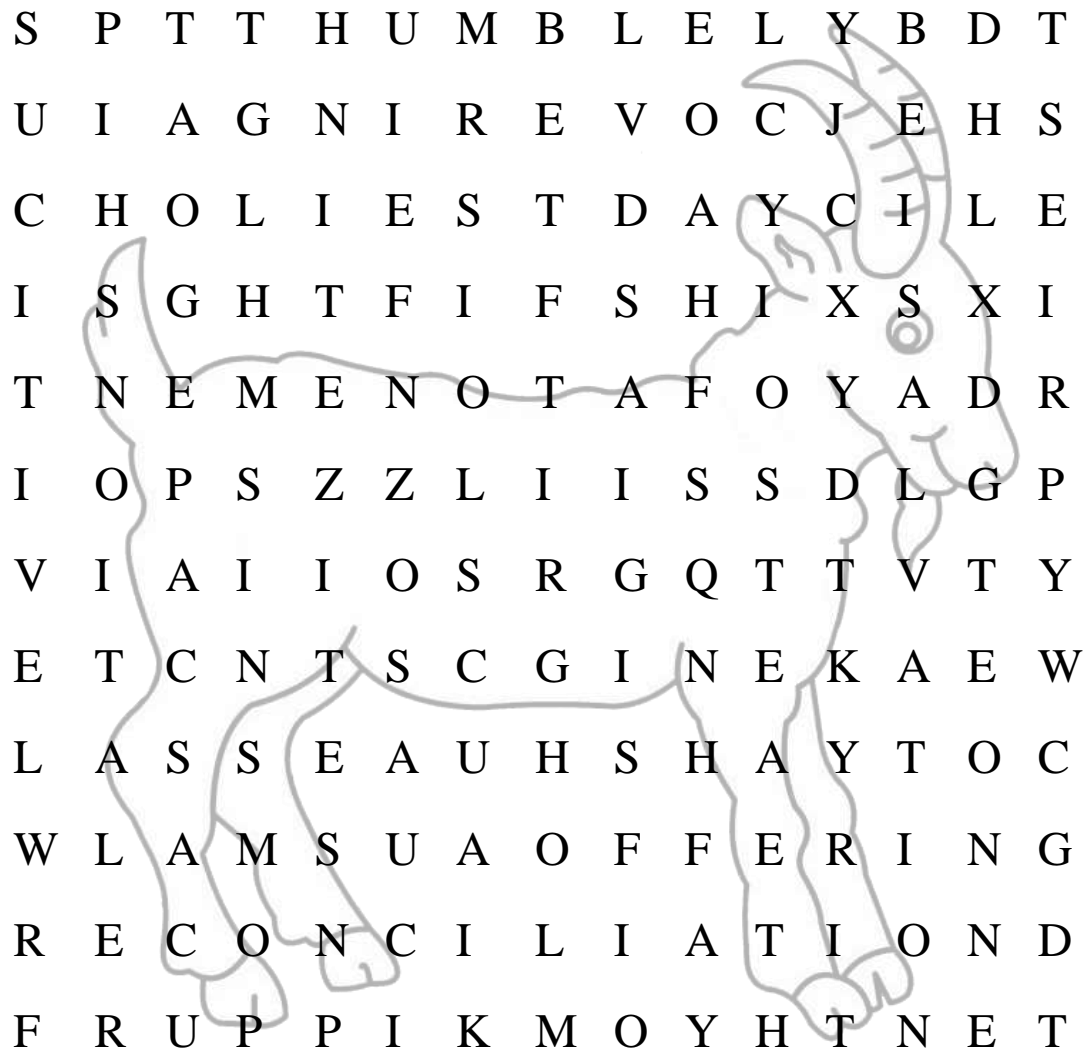 S P T T H U M B L E L Y B D T
U I A G N I R E V O C J E H S
C H O L I E S T D A Y C I L E
I S G H T F I F S H I X S X I
T N E M E N O T A F O Y A D R
I O P S Z Z L I I S S D L G P
V I A I I O S R G Q T T V T Y
E T C N T S C G I N E K A E W
L A S S E A U H S H A Y T O C
W L A M S U A O F F E R I N G
R E C O N C I L I A T I O N D
F R U P P I K M O Y H T N E T